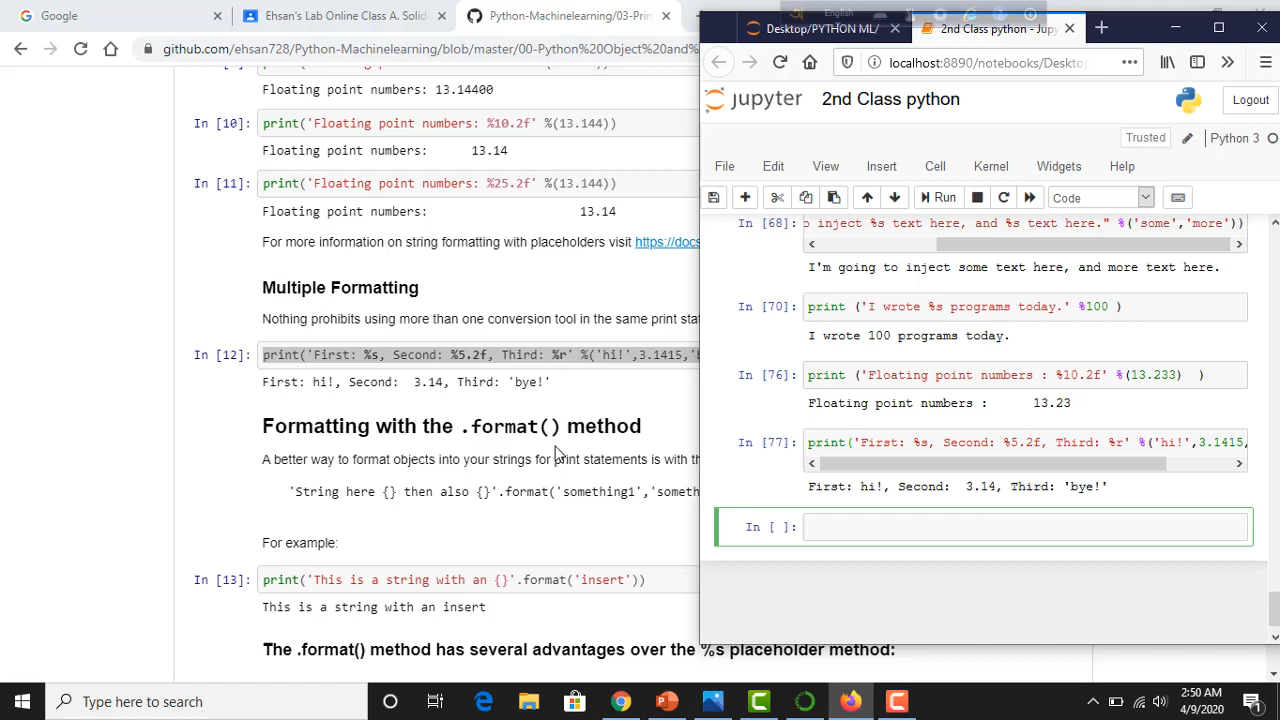 Google
Ehsan's Lab Online Class A. Solid
Python-Machinelearning/03-Prin
github.com/ehsan728/Python-Machinelearning/blob/master/00-Python%20Object%20and%
Floating point numbers: 13.14400
In [10]: print('Floating point numbers: %10.2f' %(13.144))
Floating point numbers:      13.14
In [11]: print('Floating point numbers: %25.2f' %(13.144))
Floating point numbers:                     13.14
For more information on string formatting with placeholders visit https://docs
Multiple Formatting
Nothing prohibits using more than one conversion tool in the same print sta
In [12]: print('First: %s, Second: %5.2f, Third: %r' %('hi!',3.1415,'
First: hi!, Second:  3.14, Third: 'bye!'
Formatting with the .format() method
A better way to format objects into your strings for print statements is with th
'String here {} then also {}'.format('something1','someth
For example:
In [13]: print('This is a string with an {}'.format('insert'))
This is a string with an insert
The .format() method has several advantages over the %s placeholder method:
English
Desktop/PYTHON ML/
2nd Class python - Jupy
localhost:8890/notebooks/Deskto
jupyter 2nd Class python
Logout
Trusted
Python 3
File Edit View Insert Cell Kernel Widgets Help
Run
Code
In [68]: o inject %s text here, and %s text here." %('some','more'))
I'm going to inject some text here, and more text here.
In [70]: print ('I wrote %s programs today.' %100 )
I wrote 100 programs today.
In [76]: print ('Floating point numbers : %10.2f' %(13.233)  )
Floating point numbers :      13.23
In [77]: print('First: %s, Second: %5.2f, Third: %r' %('hi!',3.1415,
First: hi!, Second:  3.14, Third: 'bye!'
In [ ]:
Type here to search
2:50 AM
4/9/2020
1